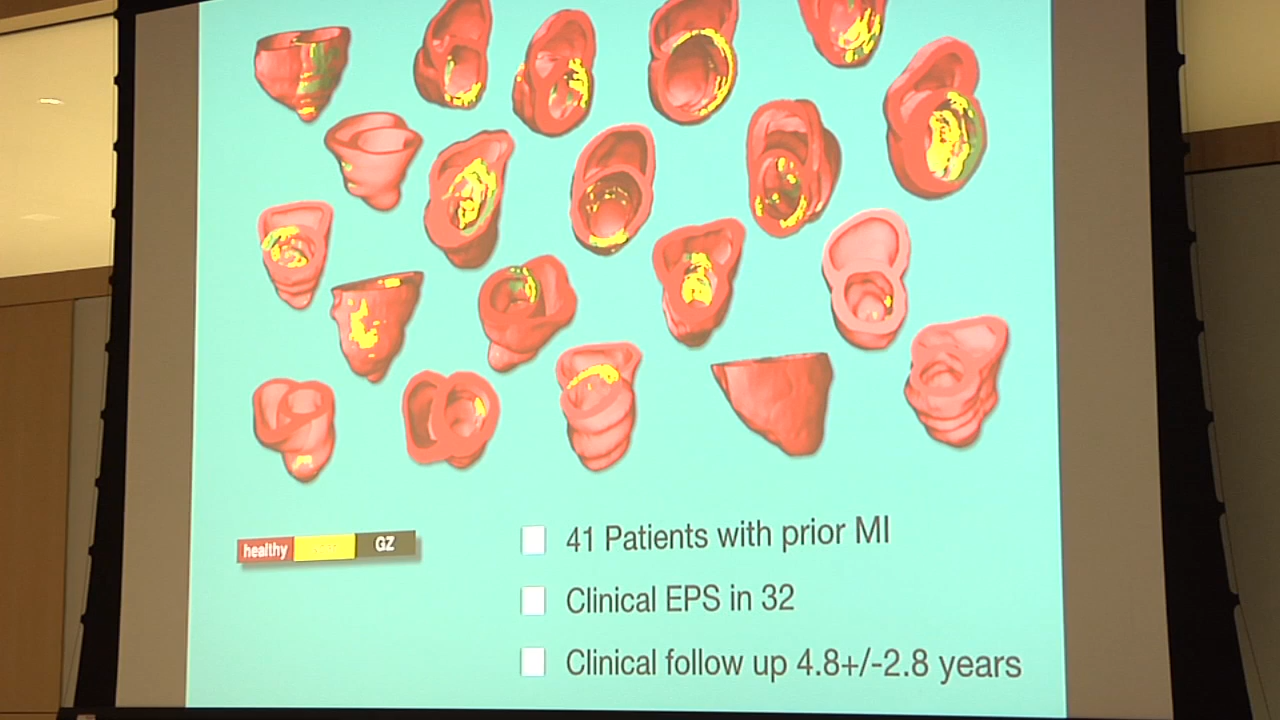 healthy
GZ
41 Patients with prior MI
Clinical EPS in 32
Clinical follow up 4.8+/-2.8 years